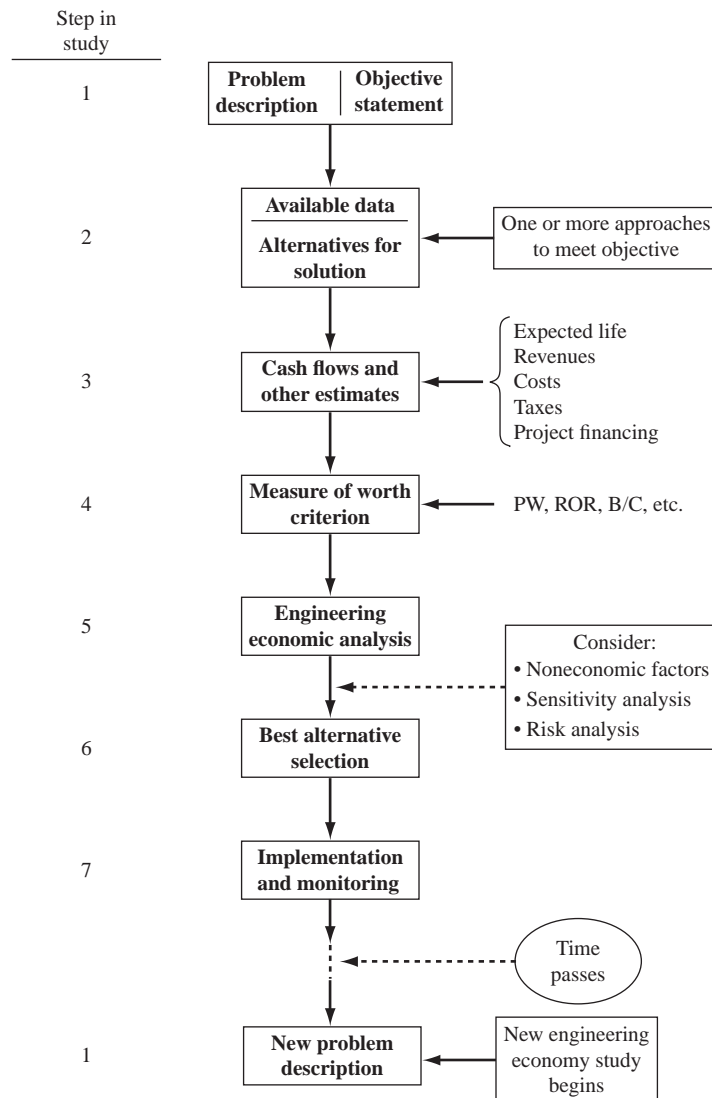 Step in
study
1
Problem
description
Objective
statement
2
Available data
Alternatives for
solution
One or more approaches
to meet objective
3
Cash flows and
other estimates
Expected life
Revenues
Costs
Taxes
Project financing
4
Measure of worth
criterion
PW, ROR, B/C, etc.
5
Engineering
economic analysis
Consider:
• Noneconomic factors
• Sensitivity analysis
• Risk analysis
6
Best alternative
selection
7
Implementation
and monitoring
Time
passes
1
New problem
description
New engineering
economy study
begins